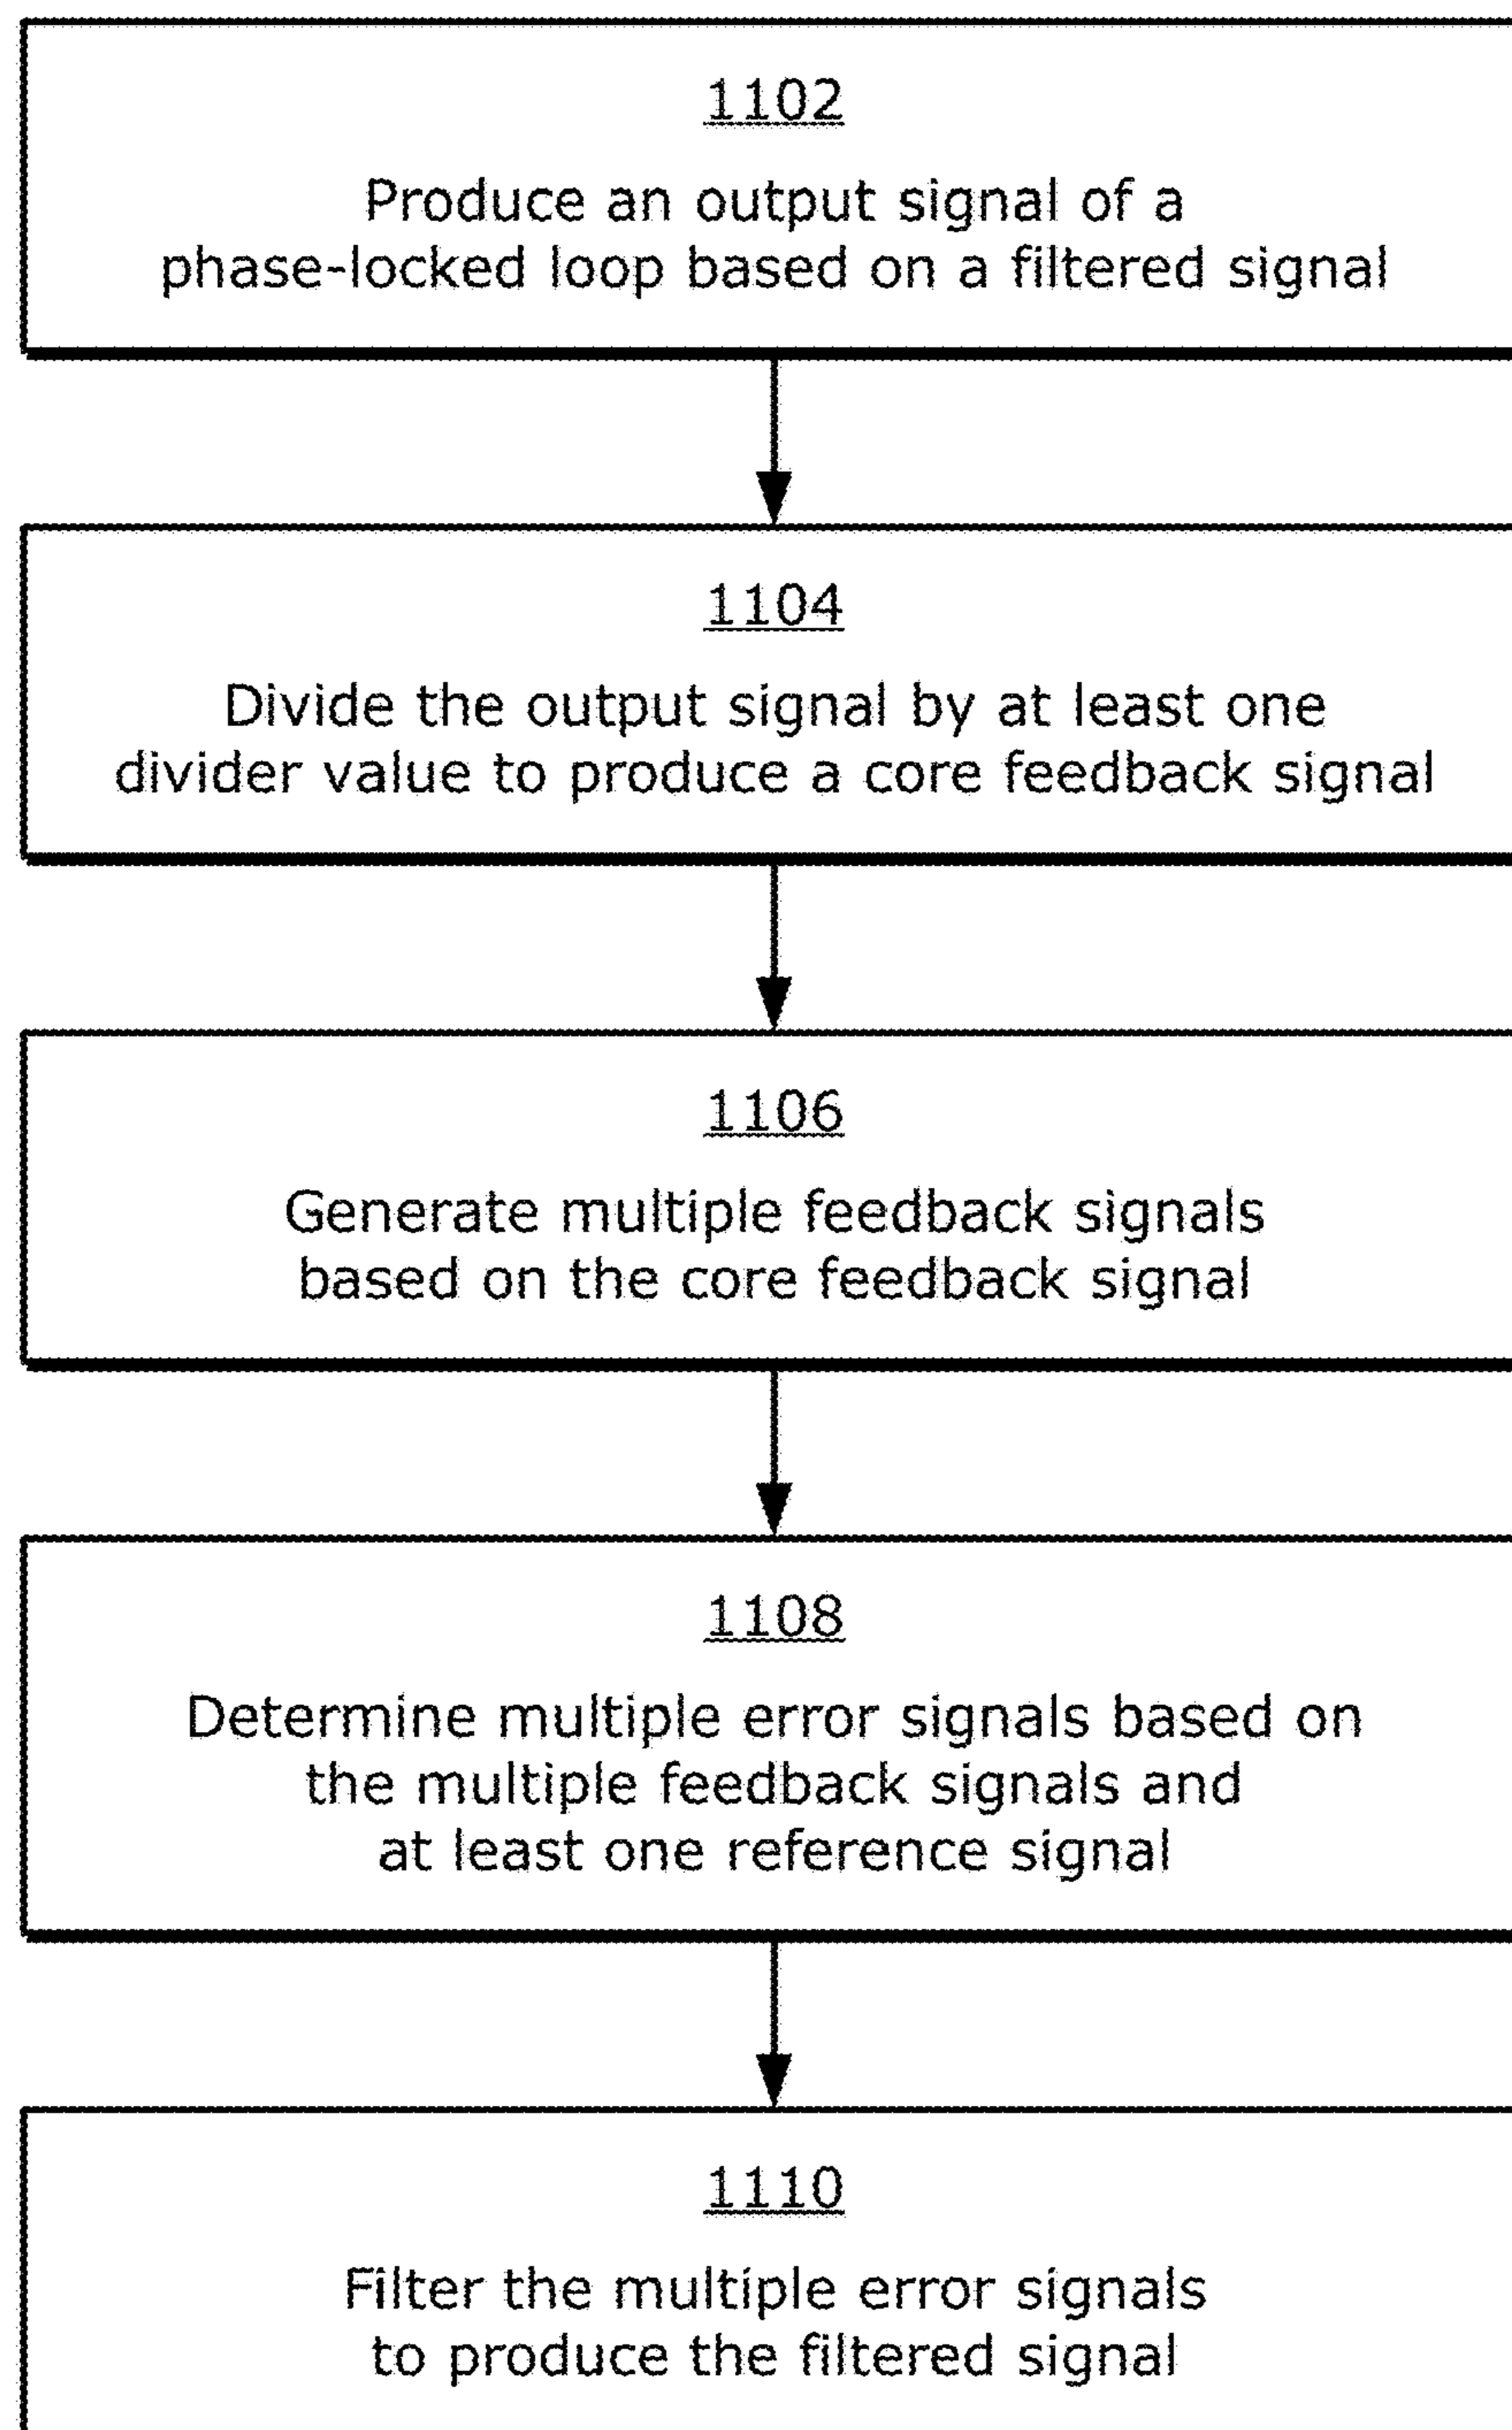 1102
Produce an output signal of a
phase-locked loop based on a filtered signal
1104
Divide the output signal by at least one
divider value to produce a core feedback signal
1106
Generate multiple feedback signals
based on the core feedback signal
1108
Determine multiple error signals based on
the multiple feedback signals and
at least one reference signal
1110
Filter the multiple error signals
to produce the filtered signal